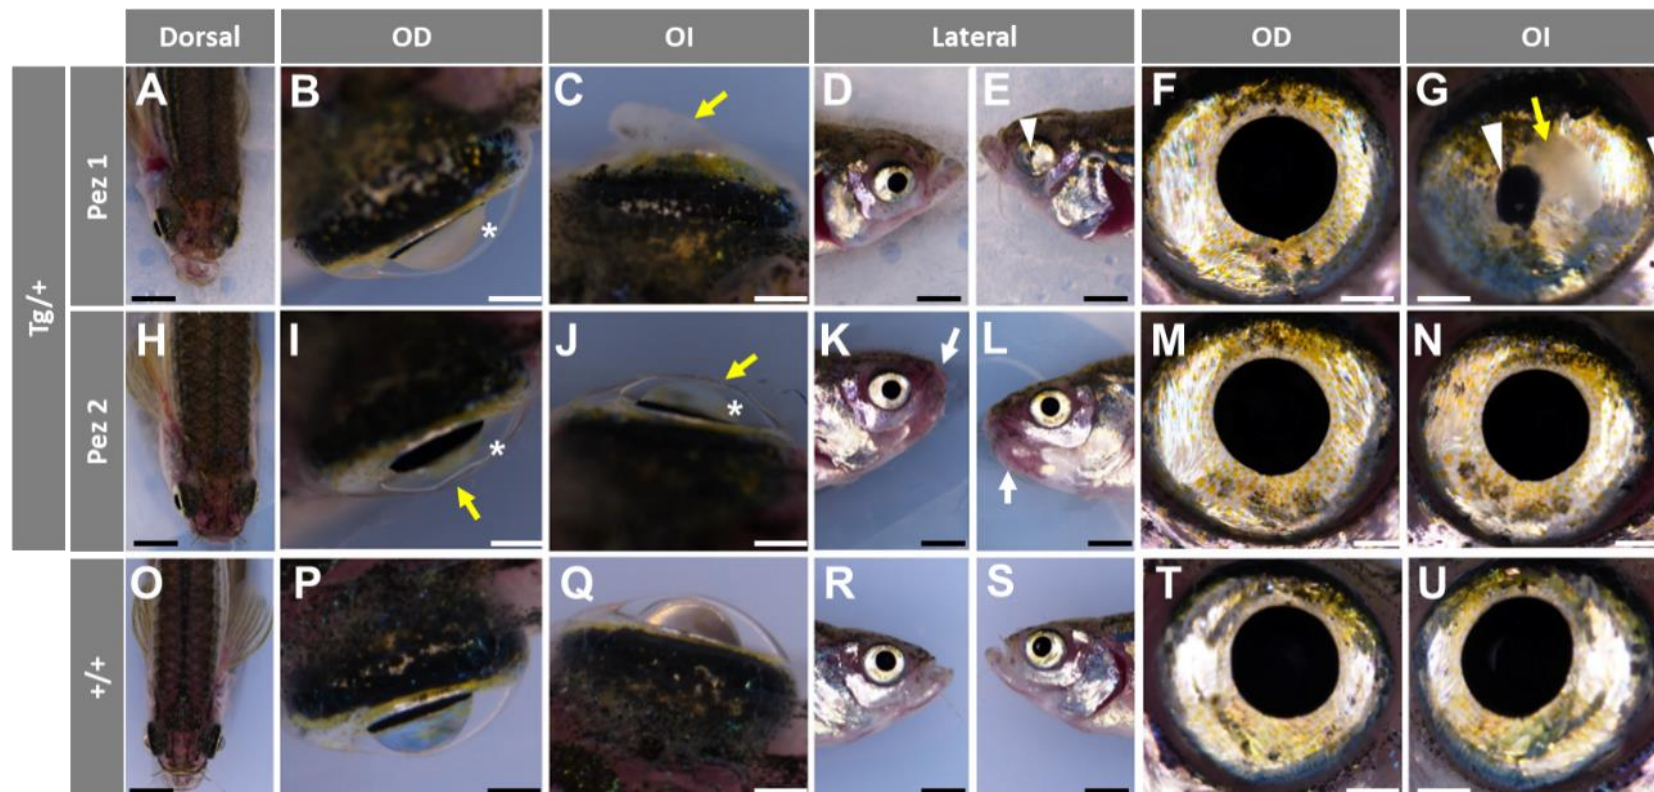 Dorsal OD OI Lateral OD OI
Tg/+
Pez 1
A B C D E F G
* 
Pez 2
H I J K L M N
* *
+/+
O P Q R S T U